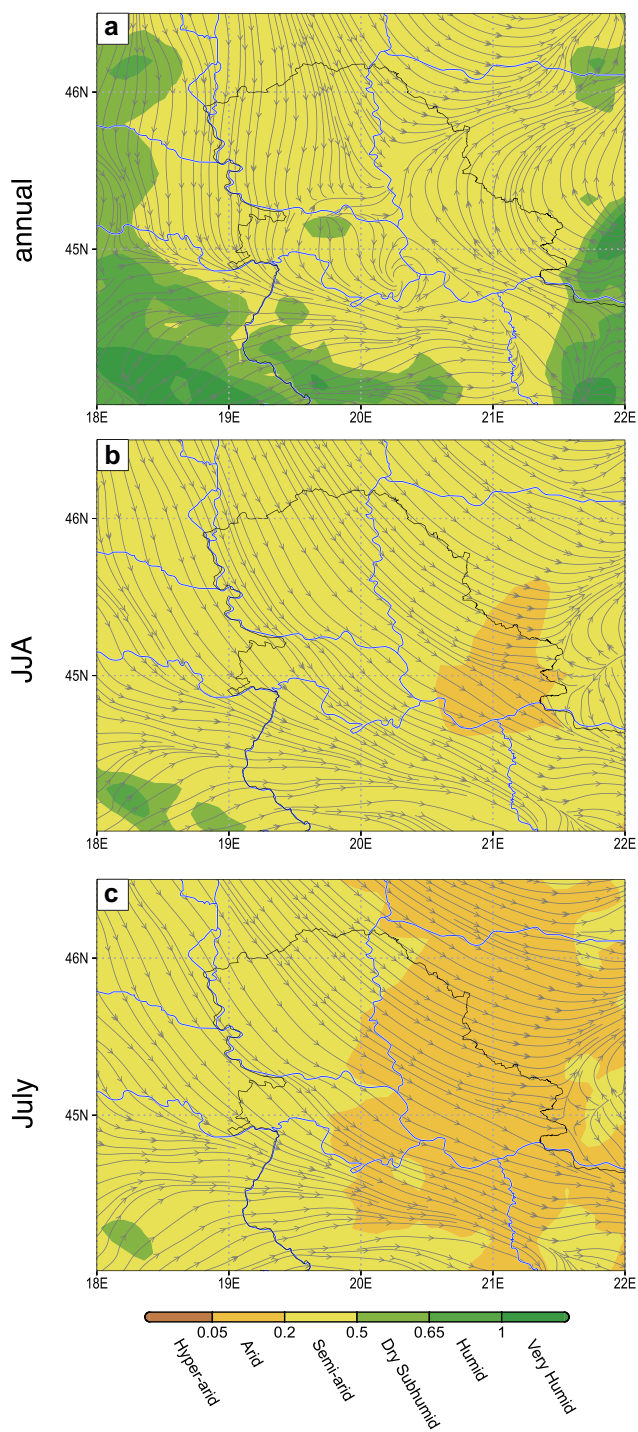 a
annual
46N
45N
18E 19E 20E 21E 22E
b
JJA
46N
45N
18E 19E 20E 21E 22E
c
July
46N
45N
18E 19E 20E 21E 22E
0.05 0.2 0.5 0.65 1
Hyper-arid Arid Semi-arid Dry Subhumid Humid Very Humid